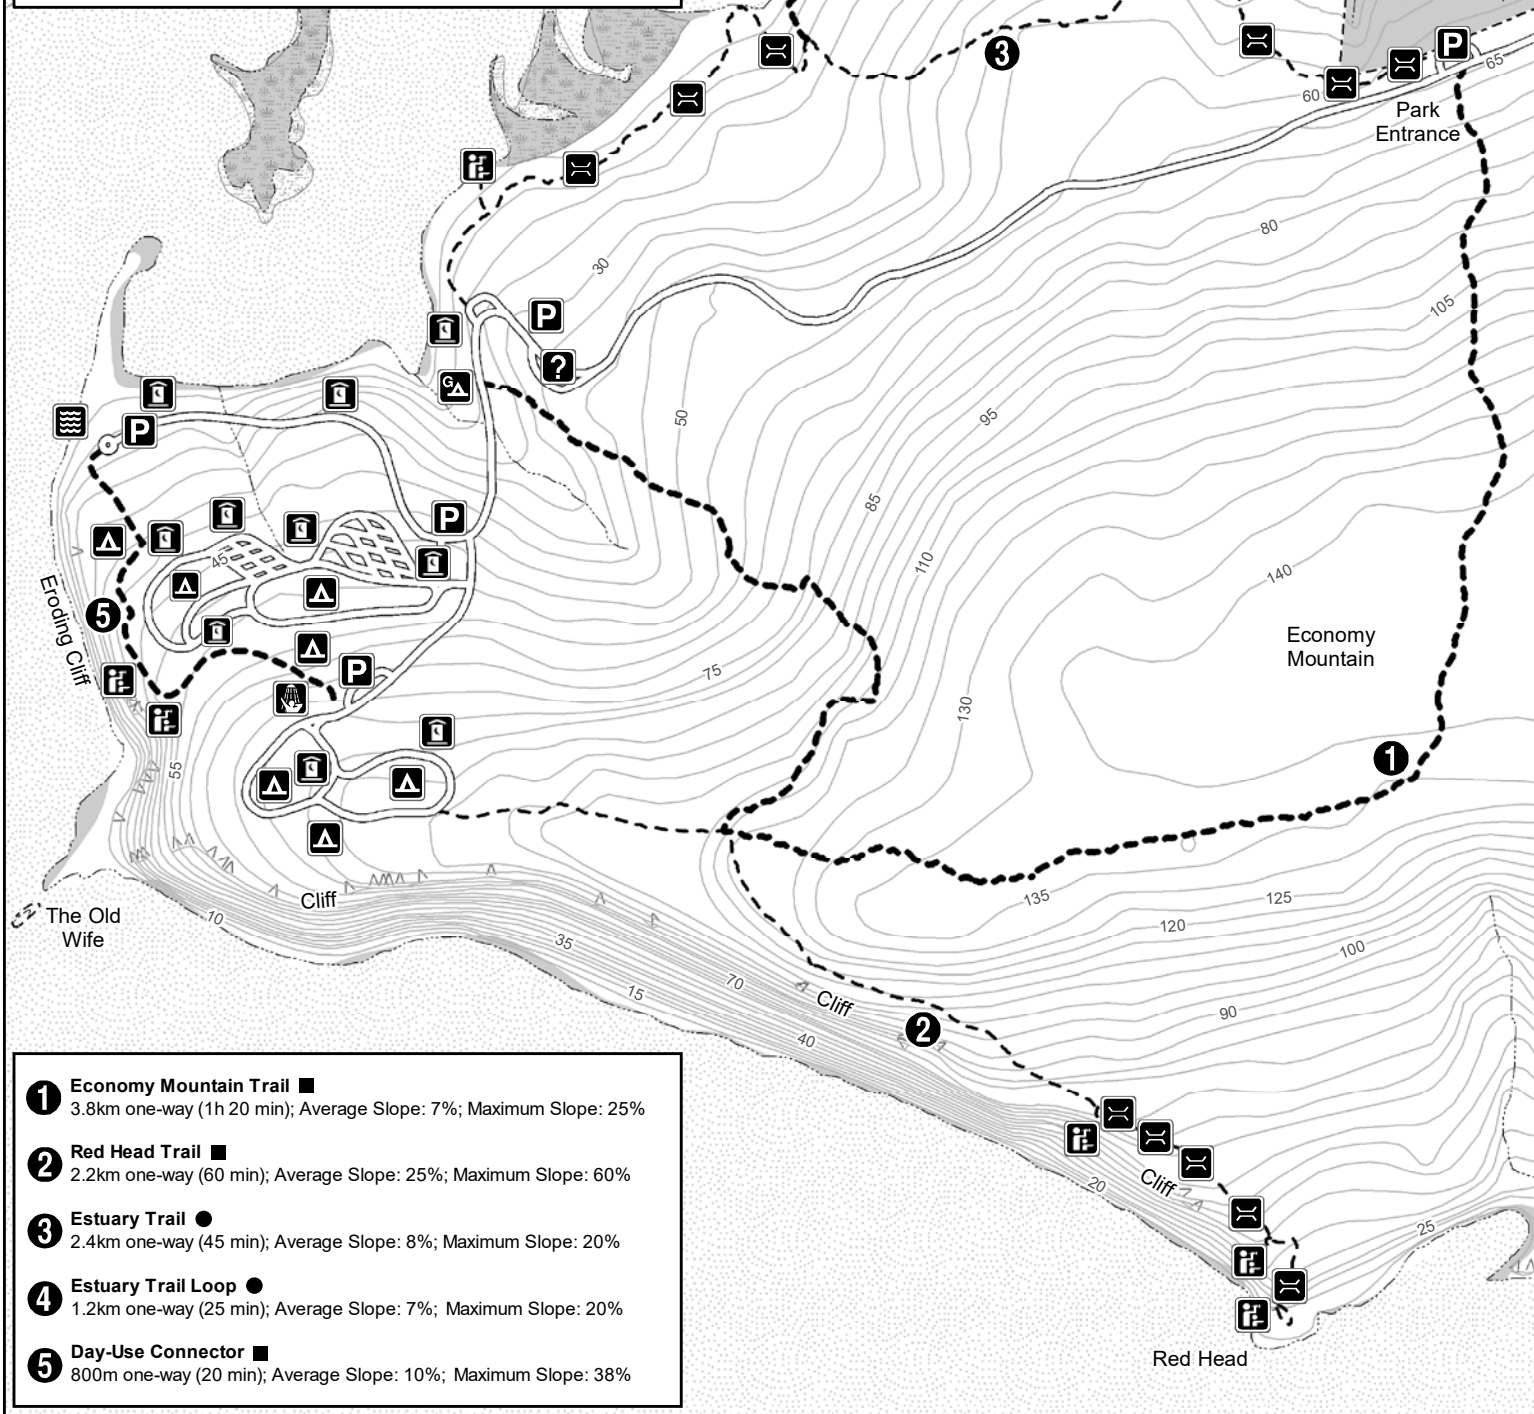 3
P
65
60
Park
Entrance
80
30
105
P
?
G
50
95
P
85
P
110
45
140
Eroding Cliff
5
Economy
Mountain
75
P
130
1
55
Cliff
135
125
The Old
Wife
10
120
35
100
70
15
Cliff
90
2
40
20
Cliff
25
Red Head
1 Economy Mountain Trail
3.8km one-way (1h 20 min); Average Slope: 7%; Maximum Slope: 25%
2 Red Head Trail
2.2km one-way (60 min); Average Slope: 25%; Maximum Slope: 60%
3 Estuary Trail
2.4km one-way (45 min); Average Slope: 8%; Maximum Slope: 20%
4 Estuary Trail Loop
1.2km one-way (25 min); Average Slope: 7%; Maximum Slope: 20%
5 Day-Use Connector
800m one-way (20 min); Average Slope: 10%; Maximum Slope: 38%